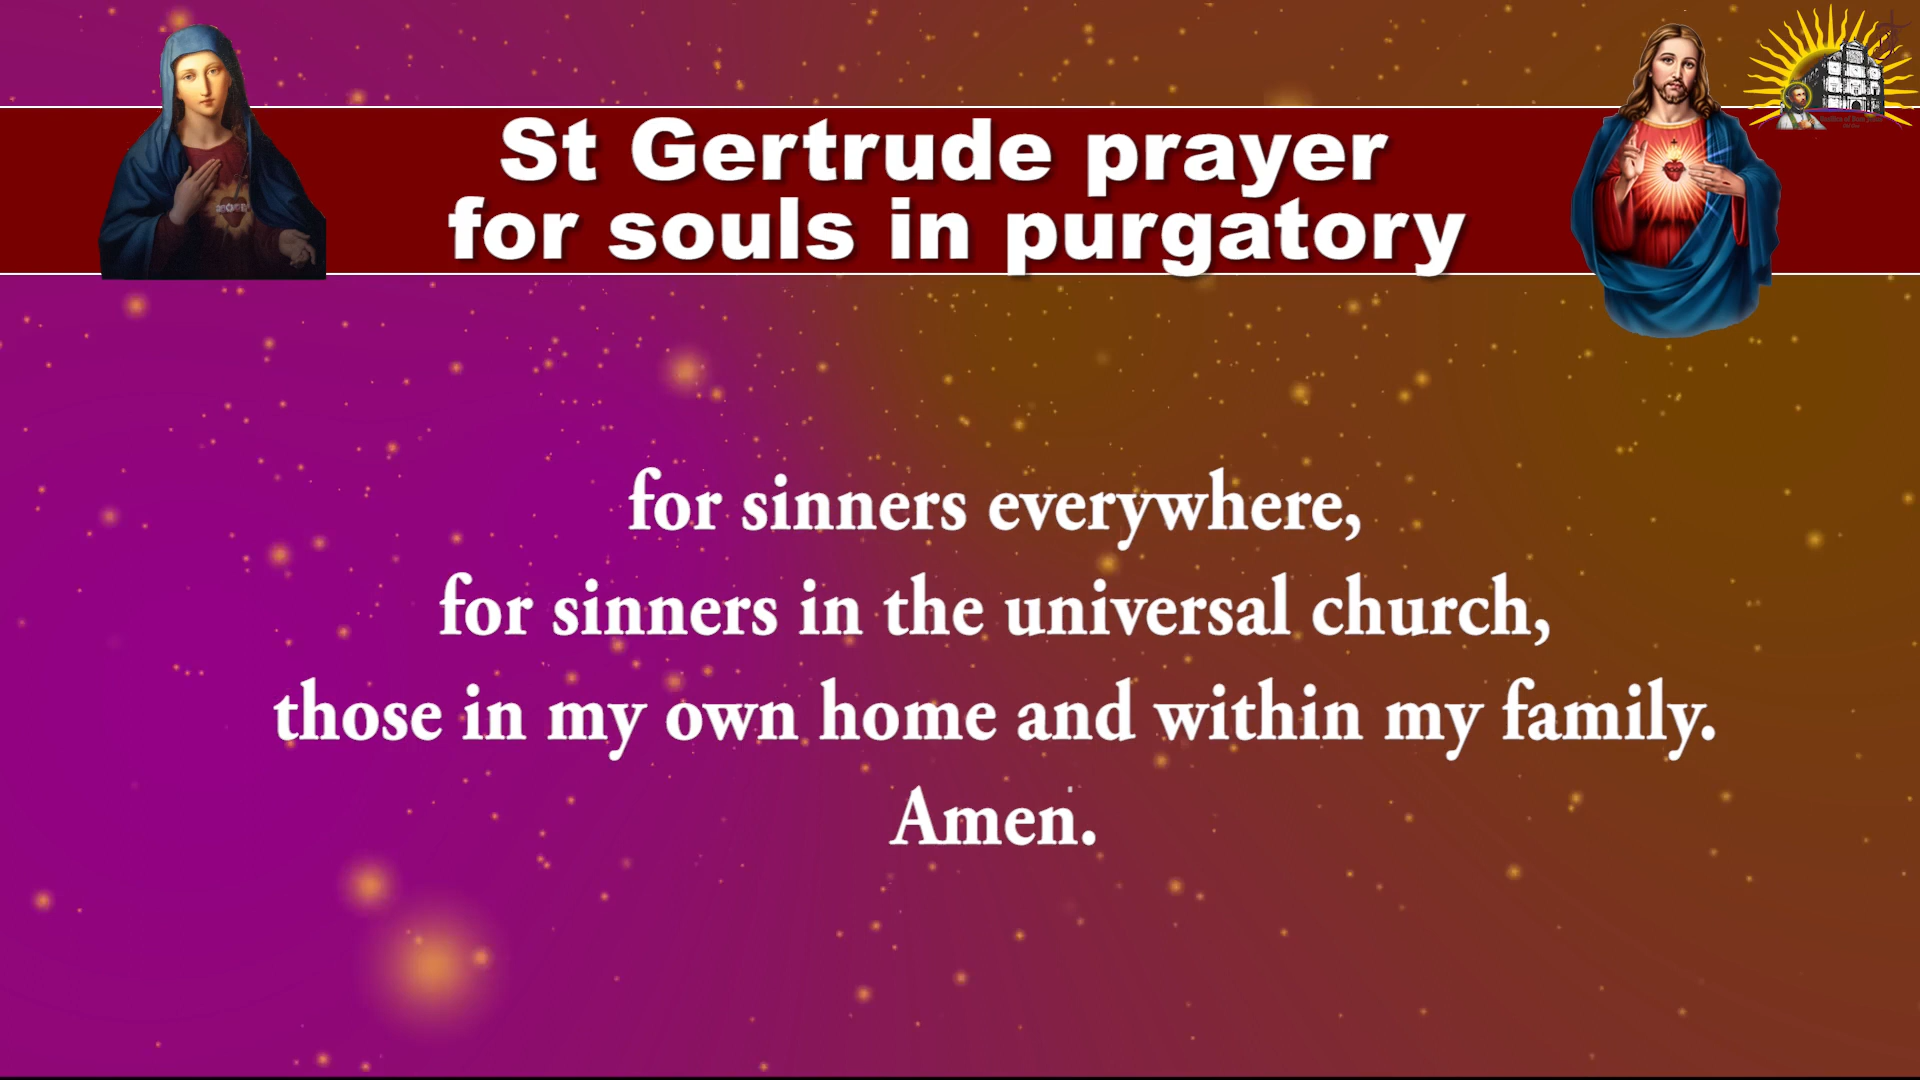 St Gertrude prayer
for souls in purgatory
for sinners everywhere,
for sinners in the universal church,
those in my own home and within my family.
Amen.